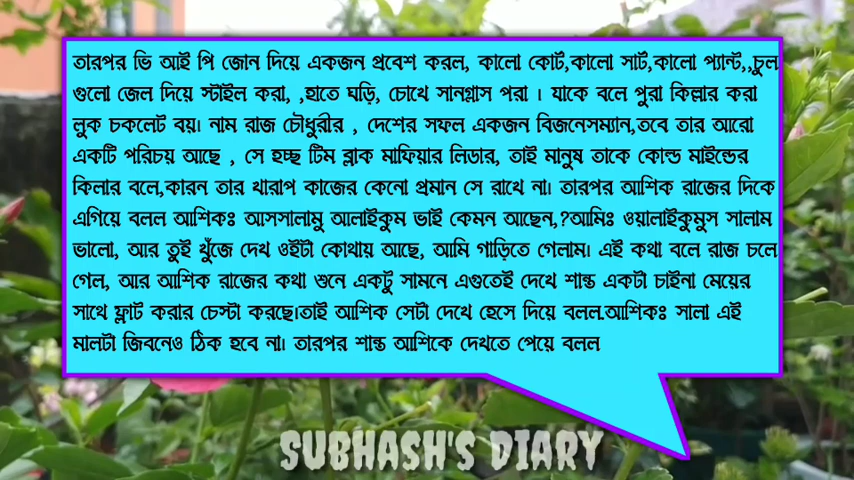 তারপর ভি আই পি জোন দিয়ে একজন প্রবেশ করল, কালো কোর্ট,কালো সার্ট,কালো প্যান্ট,,চুল
গুলো জেল দিয়ে স্টাইল করা, ,হাতে ঘড়ি, চোখে সানগ্লাস পরা । যাকে বলে পুরা কিল্লার করা
লুক চকলেট বয়। নাম রাজ চৌধুরীর , দেশের সফল একজন বিজনেসম্যান,তবে তার আরো
একটি পরিচয় আছে , সে হচ্ছ টিম ব্লাক মাফিয়ার লিডার, তাই মানুষ তাকে কোল্ড মাইন্ডের
কিলার বলে,কারন তার খারাপ কাজের কেনো প্রমান সে রাখে না। তারপর আশিক রাজের দিকে
এগিয়ে বলল আশিকঃ আসসালামু আলাইকুম ভাই কেমন আছেন,?আমিঃ ওয়ালাইকুমুস সালাম
ভালো, আর তুই খুঁজে দেখ ওইটা কোথায় আছে, আমি গাড়িতে গেলাম। এই কথা বলে রাজ চলে
গেল, আর আশিক রাজের কথা শুনে একটু সামনে এগুতেই দেখে শান্ত একটা চাইনা মেয়ের
সাথে ফ্লাট করার চেস্টা করছে।তাই আশিক সেটা দেখে হেসে দিয়ে বলল.আশিকঃ সালা এই
মালটা জিবনেও ঠিক হবে না। তারপর শান্ত আশিকে দেখতে পেয়ে বলল
SUBHASH'S DIARY